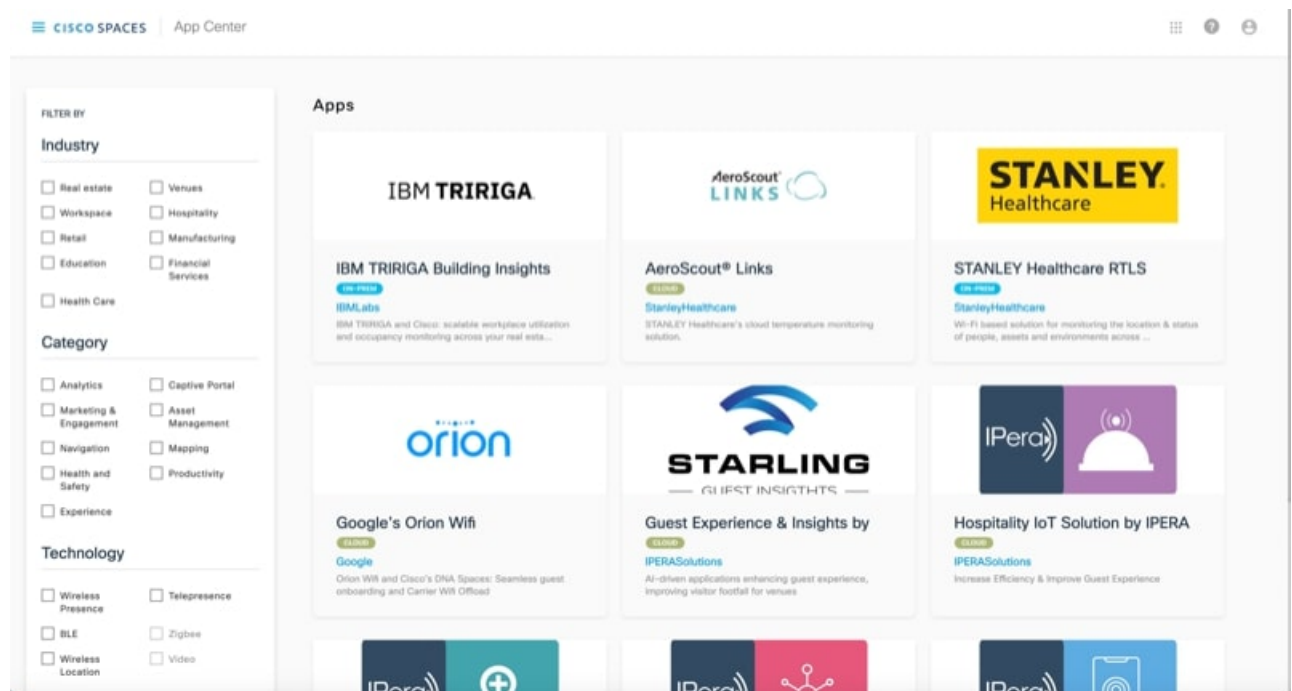 CISCO SPACES App Center
FILTER BY
Industry
Real estate
Venues
Workspace
Hospitality
Retail
Manufacturing
Education
Financial
Services
Health Care
Category
Analytics
Captive Portal
Marketing &
Engagement
Asset
Management
Navigation
Mapping
Health and
Safety
Productivity
Experience
Technology
Wireless
Presence
Telepresence
BLE
Zigbee
Wireless
Location
Video
Apps
IBM TRIRIGA
IBM TRIRIGA Building Insights
ON-PREM
IBMLabs
IBM TRIRIGA and Cisco: scalable workplace utilization
and occupancy monitoring across your real esta...
AeroScout
LINKS
AeroScout® Links
CLOUD
StanleyHealthcare
STANLEY Healthcare's cloud temperature monitoring
solution.
STANLEY
Healthcare
STANLEY Healthcare RTLS
ON-PREM
StanleyHealthcare
Wi-Fi based solution for monitoring the location & status
of people, assets and environments across ...
orion
Google's Orion Wifi
CLOUD
Google
Orion Wifi and Cisco's DNA Spaces: Seamless guest
onboarding and Carrier Wifi Offload
STARLING
GUEST INSIGTHTS
Guest Experience & Insights by
CLOUD
IPERASolutions
AI-driven applications enhancing guest experience,
improving visitor footfall for venues
IPera
Hospitality IoT Solution by IPERA
CLOUD
IPERASolutions
Increase Efficiency & Improve Guest Experience
IPera
IPera
IPera